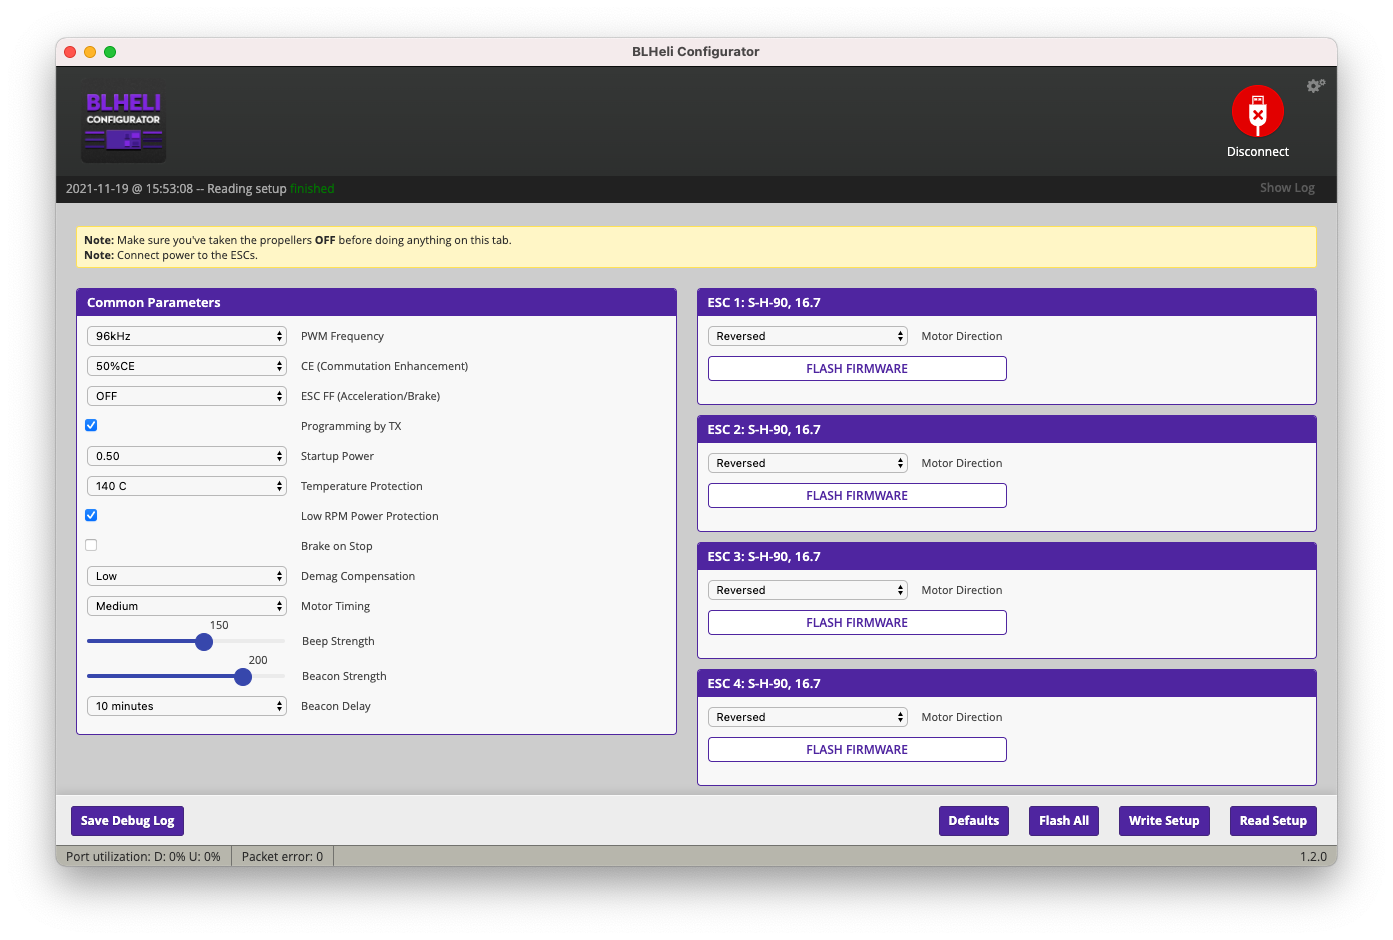 BLHeli Configurator
BLHELI
CONFIGURATOR
Disconnect
2021-11-19 @ 15:53:08 -- Reading setup finished
Show Log
Note: Make sure you've taken the propellers OFF before doing anything on this tab.
Note: Connect power to the ESCs.
Common Parameters
96kHz PWM Frequency
50%CE CE (Commutation Enhancement)
OFF ESC FF (Acceleration/Brake)
Programming by TX
0.50 Startup Power
140 C Temperature Protection
Low RPM Power Protection
Brake on Stop
Low Demag Compensation
Medium Motor Timing
150
Beep Strength
200
Beacon Strength
10 minutes Beacon Delay
ESC 1: S-H-90, 16.7
Reversed Motor Direction
FLASH FIRMWARE
ESC 2: S-H-90, 16.7
Reversed Motor Direction
FLASH FIRMWARE
ESC 3: S-H-90, 16.7
Reversed Motor Direction
FLASH FIRMWARE
ESC 4: S-H-90, 16.7
Reversed Motor Direction
FLASH FIRMWARE
Save Debug Log
Defaults
Flash All
Write Setup
Read Setup
Port utilization: D: 0% U: 0%
Packet error: 0
1.2.0